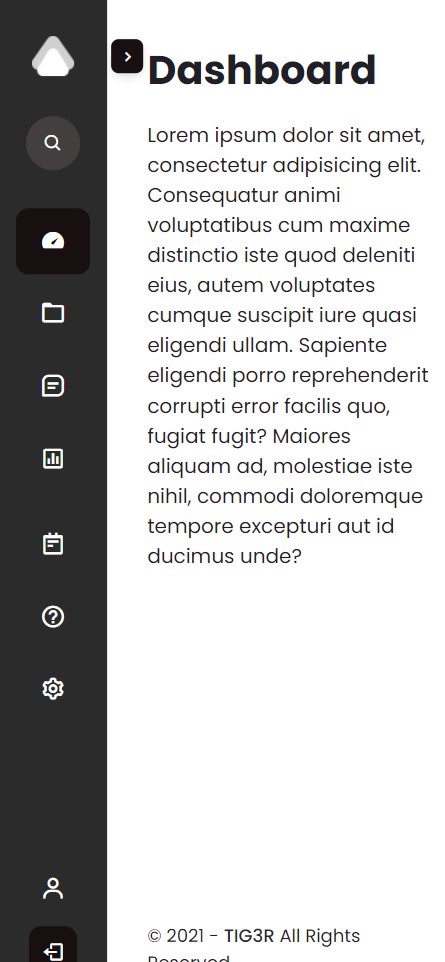 Dashboard
Lorem ipsum dolor sit amet,
consectetur adipisicing elit.
Consequatur animi
voluptatibus cum maxime
distinctio iste quod deleniti
eius, autem voluptates
cumque suscipit iure quasi
eligendi ullam. Sapiente
eligendi porro reprehenderit
corrupti error facilis quo,
fugiat fugit? Maiores
aliquam ad, molestiae iste
nihil, commodi doloremque
tempore excepturi aut id
ducimus unde?
© 2021 - TIG3R All Rights
Reserved